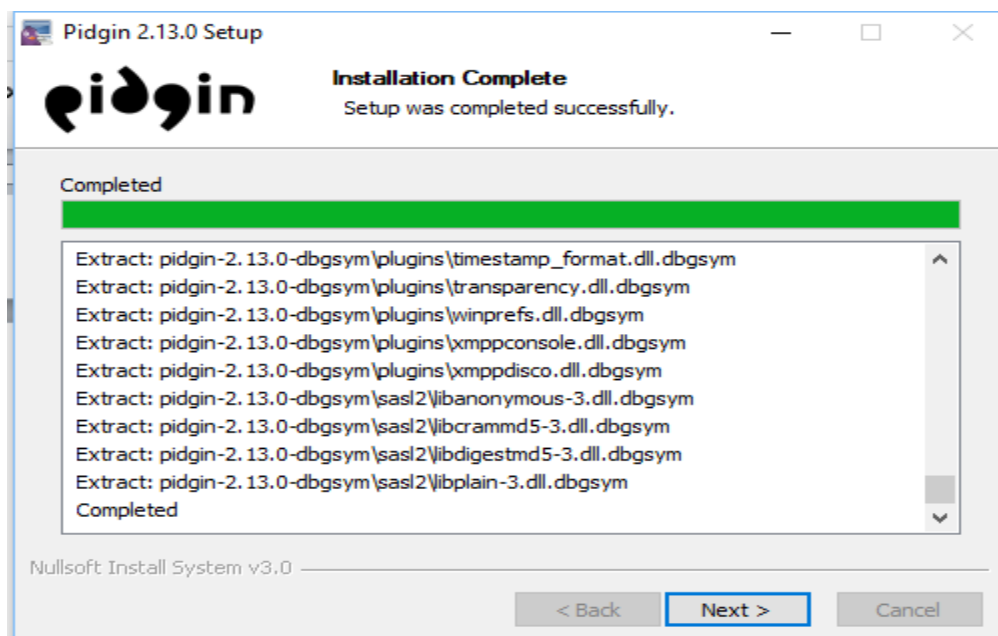 Pidgin 2.13.0 Setup
pidgin
Installation Complete
Setup was completed successfully.
Completed
Extract: pidgin-2.13.0-dbgsym\plugins\timestamp_format.dll.dbgsym
Extract: pidgin-2.13.0-dbgsym\plugins\transparency.dll.dbgsym
Extract: pidgin-2.13.0-dbgsym\plugins\winprefs.dll.dbgsym
Extract: pidgin-2.13.0-dbgsym\plugins\xmppconsole.dll.dbgsym
Extract: pidgin-2.13.0-dbgsym\plugins\xmppdisco.dll.dbgsym
Extract: pidgin-2.13.0-dbgsym\sasl2\libanonymous-3.dll.dbgsym
Extract: pidgin-2.13.0-dbgsym\sasl2\libcrammd5-3.dll.dbgsym
Extract: pidgin-2.13.0-dbgsym\sasl2\libdigestmd5-3.dll.dbgsym
Extract: pidgin-2.13.0-dbgsym\sasl2\libplain-3.dll.dbgsym
Completed
Nullsoft Install System v3.0
< Back Next > Cancel